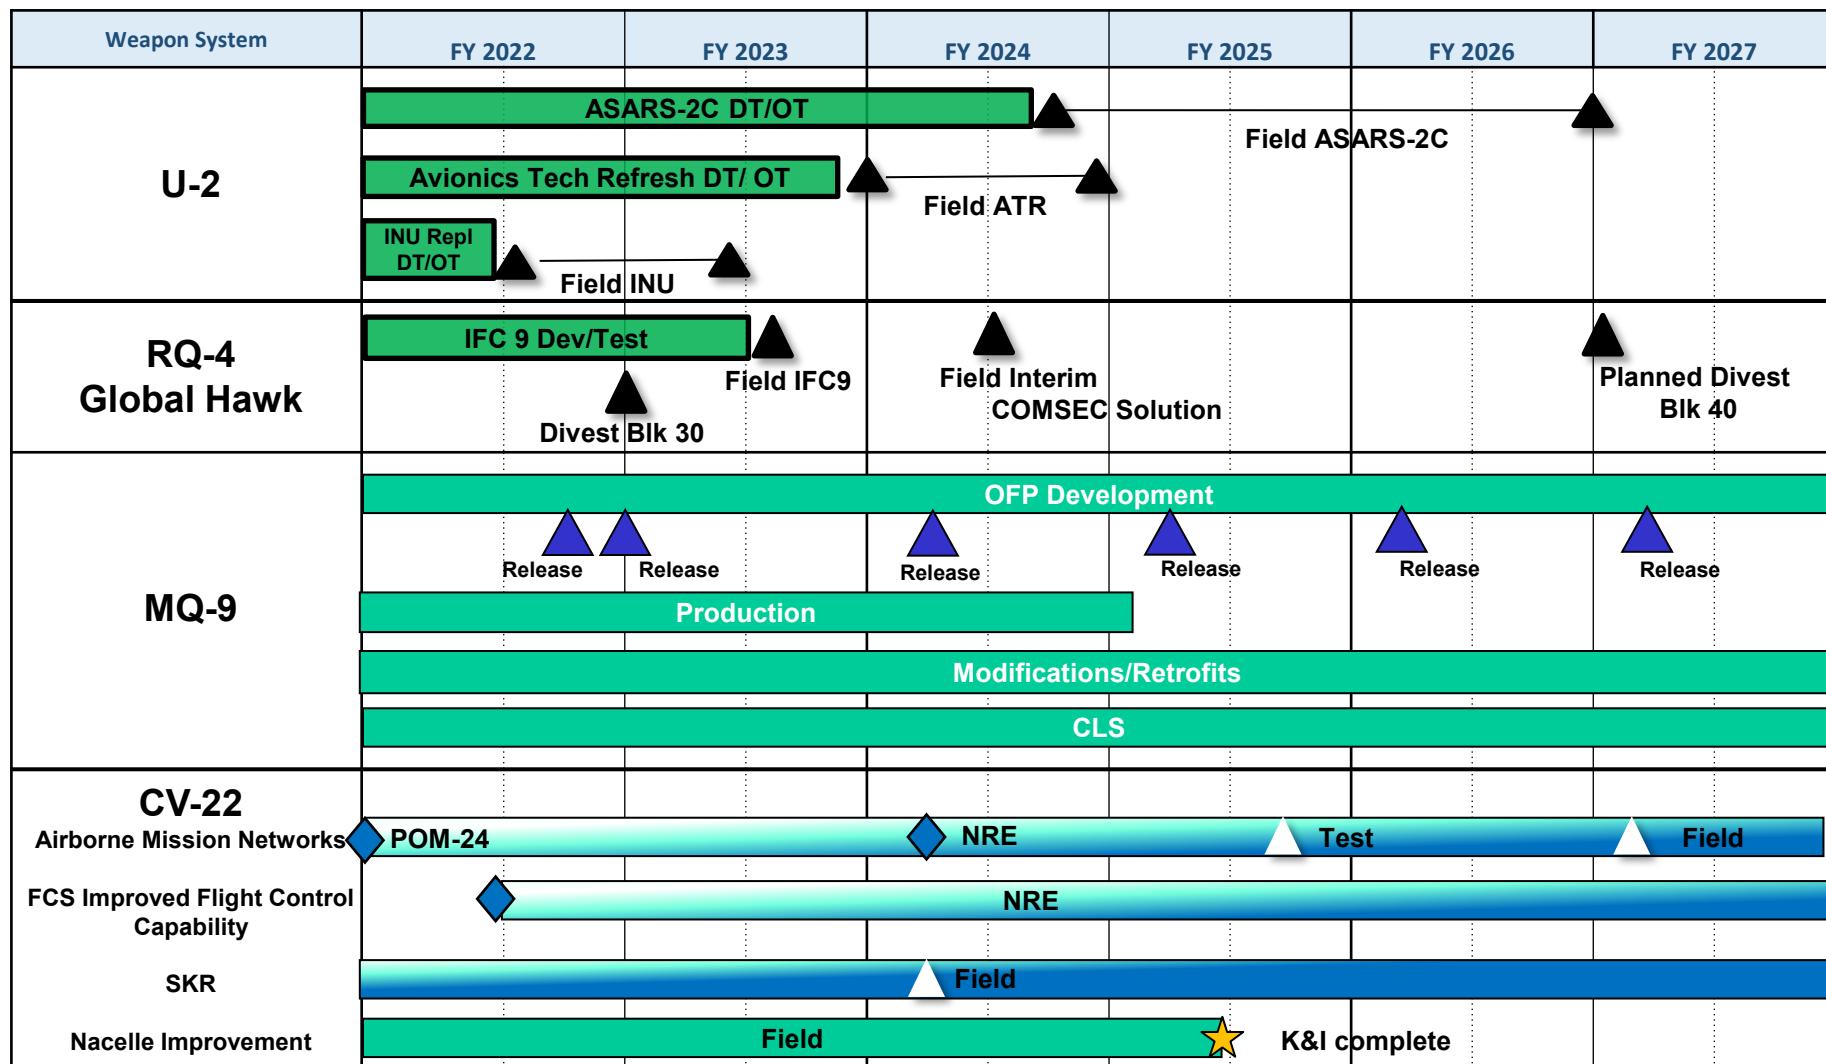 Weapon System
FY 2022
FY 2023
FY 2024
FY 2025
FY 2026
FY 2027
U-2
ASARS-2C DT/OT
Field ASARS-2C
Avionics Tech Refresh DT/ OT
Field ATR
INU Repl
DT/OT
Field INU
RQ-4
Global Hawk
IFC 9 Dev/Test
Field IFC9
Divest Blk 30
Field Interim
COMSEC Solution
Planned Divest
Blk 40
MQ-9
OFP Development
Release
Release
Release
Release
Release
Release
Production
Modifications/Retrofits
CLS
CV-22
Airborne Mission Networks
POM-24
NRE
Test
Field
FCS Improved Flight Control
Capability
NRE
SKR
Field
Nacelle Improvement
Field
K&I complete